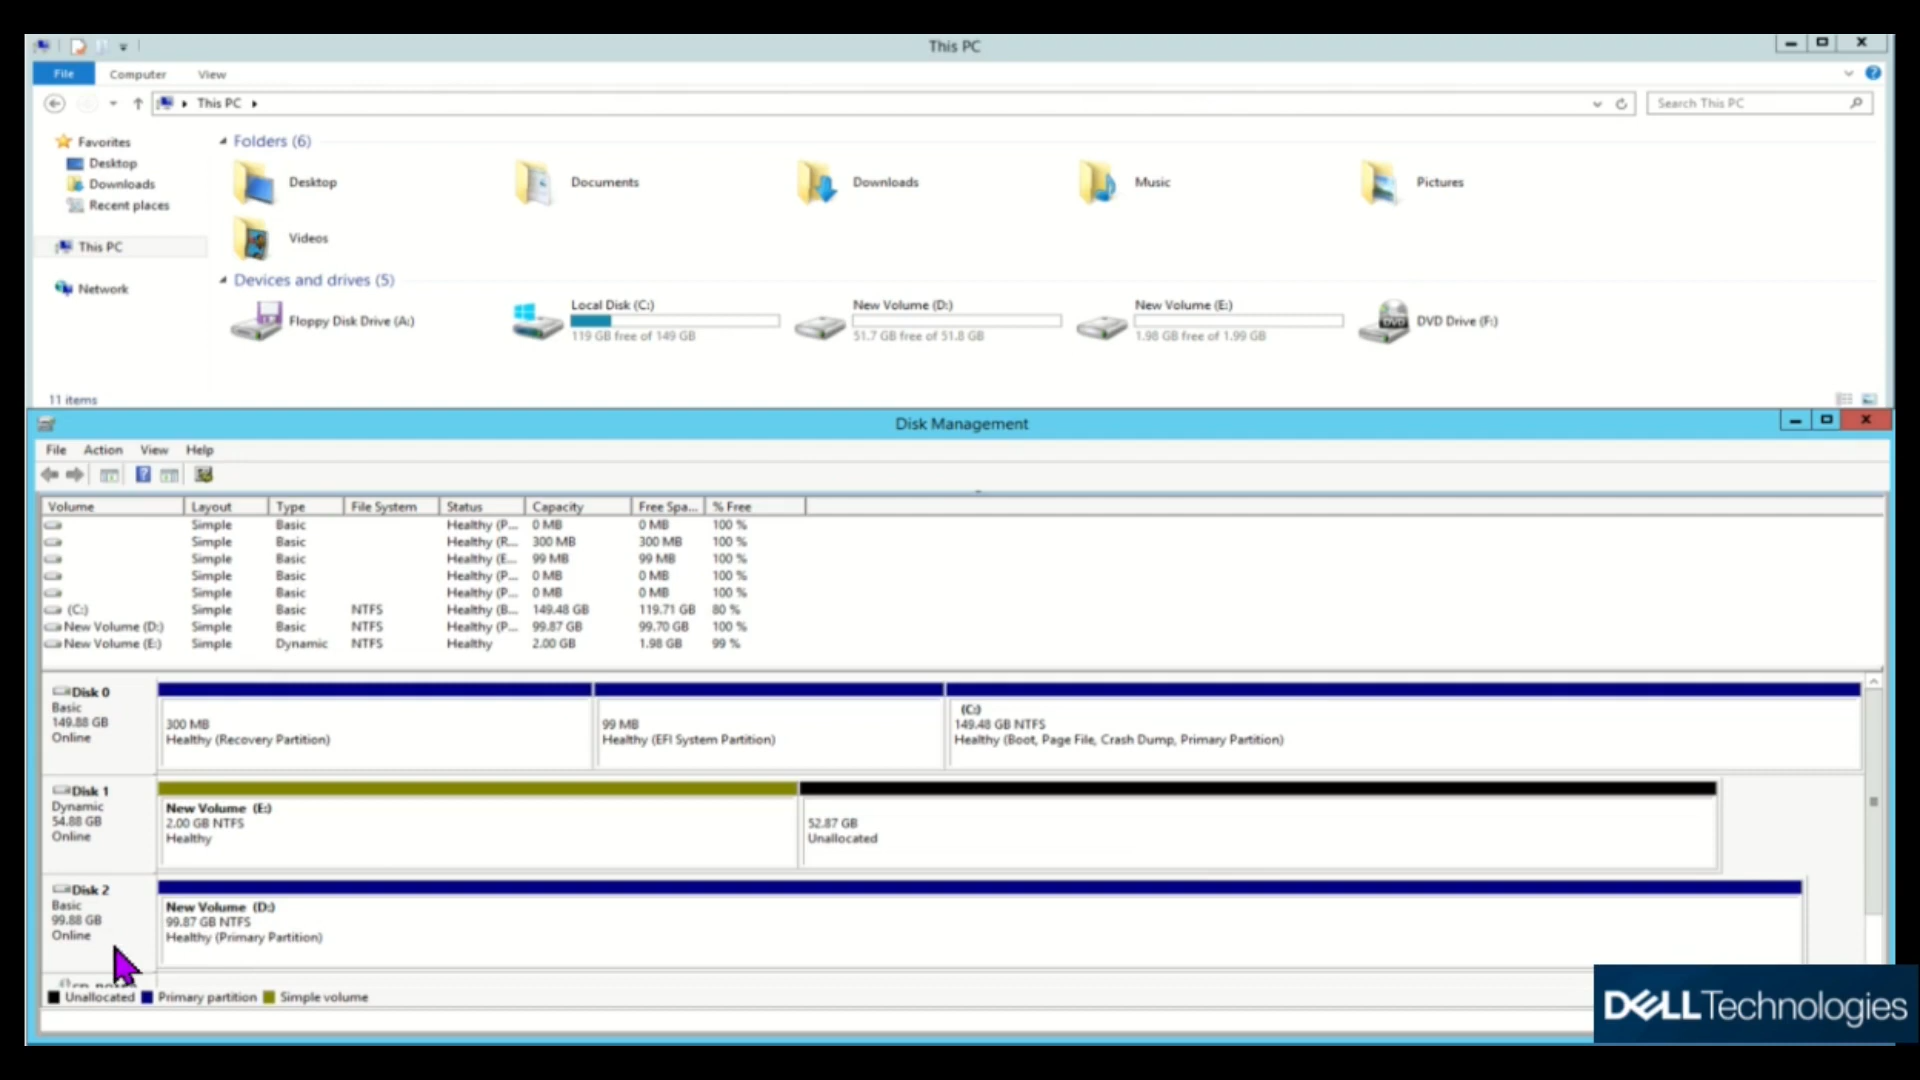 This PC
File Computer View
This PC
Search This PC
Favorites
Desktop
Downloads
Recent places
This PC
Network
Folders (6)
Desktop
Documents
Downloads
Music
Pictures
Videos
Devices and drives (5)
Floppy Disk Drive (A:)
Local Disk (C:)
119 GB free of 149 GB
New Volume (D:)
51.7 GB free of 51.8 GB
New Volume (E:)
1.98 GB free of 1.99 GB
DVD Drive (F:)
11 items
Disk Management
File Action View Help
Volume Layout Type File System Status Capacity Free Spa... % Free
Simple Basic Healthy (P... 0 MB 0 MB 100 %
Simple Basic Healthy (R... 300 MB 300 MB 100 %
Simple Basic Healthy (E... 99 MB 99 MB 100 %
Simple Basic Healthy (P... 0 MB 0 MB 100 %
Simple Basic Healthy (P... 0 MB 0 MB 100 %
(C:) Simple Basic NTFS Healthy (B... 149.48 GB 119.71 GB 80 %
New Volume (D:) Simple Basic NTFS Healthy (P... 99.87 GB 99.70 GB 100 %
New Volume (E:) Simple Dynamic NTFS Healthy 2.00 GB 1.98 GB 99 %
Disk 0
Basic
149.88 GB
Online
300 MB
Healthy (Recovery Partition)
99 MB
Healthy (EFI System Partition)
(C:)
149.48 GB NTFS
Healthy (Boot, Page File, Crash Dump, Primary Partition)
Disk 1
Dynamic
54.88 GB
Online
New Volume (E:)
2.00 GB NTFS
Healthy
52.87 GB
Unallocated
Disk 2
Basic
99.88 GB
Online
New Volume (D:)
99.87 GB NTFS
Healthy (Primary Partition)
Unallocated Primary partition Simple volume
DELL Technologies